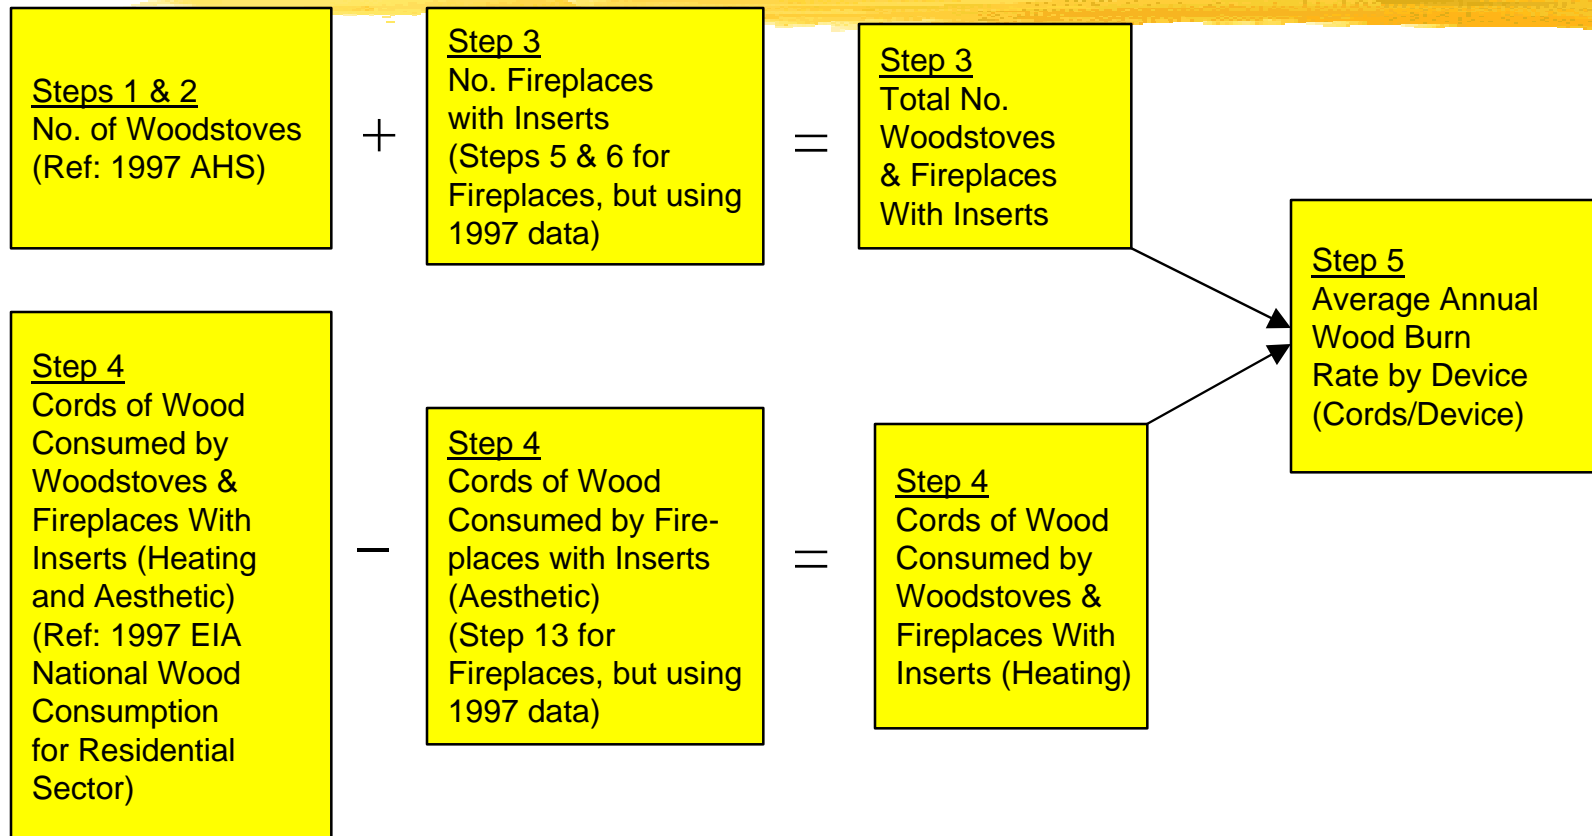 Steps 1 & 2
No. of Woodstoves
(Ref: 1997 AHS)
+
Step 3
No. Fireplaces
with Inserts
(Steps 5 & 6 for
Fireplaces, but using
1997 data)
=
Step 3
Total No.
Woodstoves
& Fireplaces
With Inserts
Step 4
Cords of Wood
Consumed by
Woodstoves &
Fireplaces With
Inserts (Heating
and Aesthetic)
(Ref: 1997 EIA
National Wood
Consumption
for Residential
Sector)
–
Step 4
Cords of Wood
Consumed by Fire-
places with Inserts
(Aesthetic)
(Step 13 for
Fireplaces, but using
1997 data)
=
Step 4
Cords of Wood
Consumed by
Woodstoves &
Fireplaces With
Inserts (Heating)
Step 5
Average Annual
Wood Burn
Rate by Device
(Cords/Device)